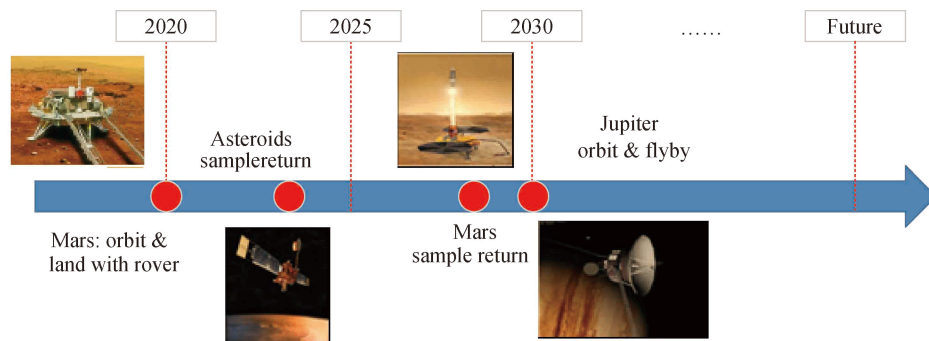 2020
2025
2030
……
Future
Asteroids
samplereturn
Jupiter
orbit & flyby
Mars: orbit &
land with rover
Mars
sample return